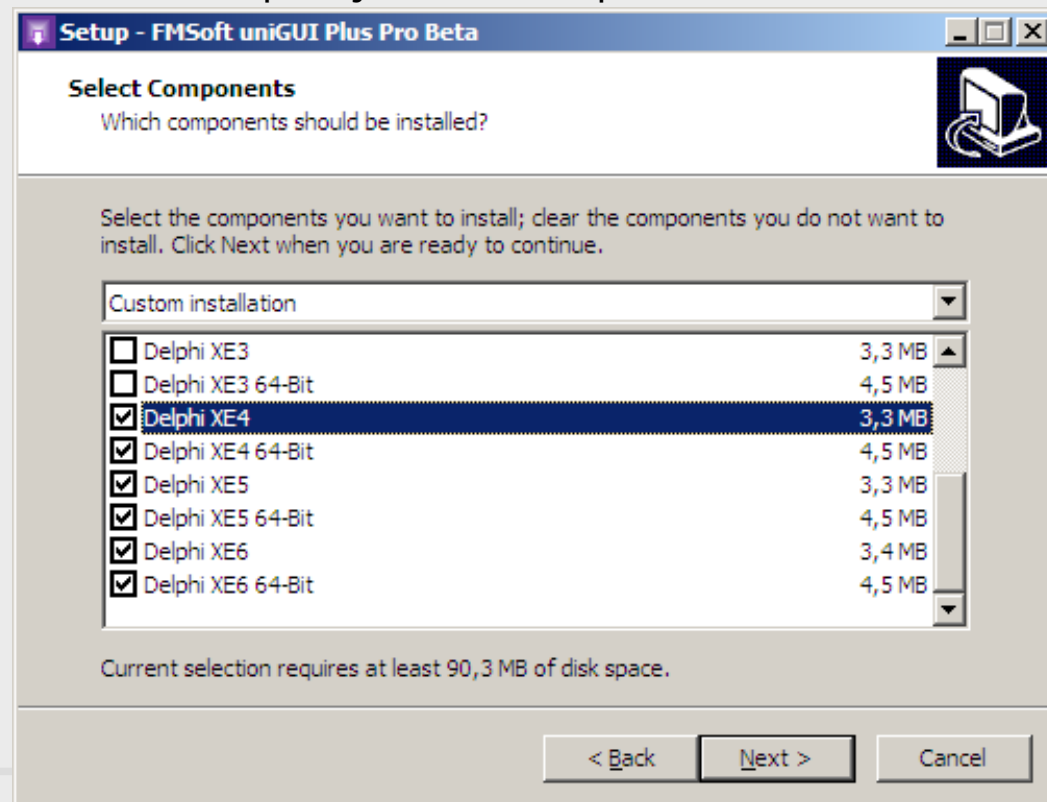 Setup - FMSoft uniGUI Plus Pro Beta
Select Components
Which components should be installed?
Select the components you want to install; clear the components you do not want to
install. Click Next when you are ready to continue.
Custom installation
Delphi XE3 3,3 MB
Delphi XE3 64-Bit 4,5 MB
Delphi XE4 3,3 MB
Delphi XE4 64-Bit 4,5 MB
Delphi XE5 3,3 MB
Delphi XE5 64-Bit 4,5 MB
Delphi XE6 3,4 MB
Delphi XE6 64-Bit 4,5 MB
Current selection requires at least 90,3 MB of disk space.
< Back Next > Cancel